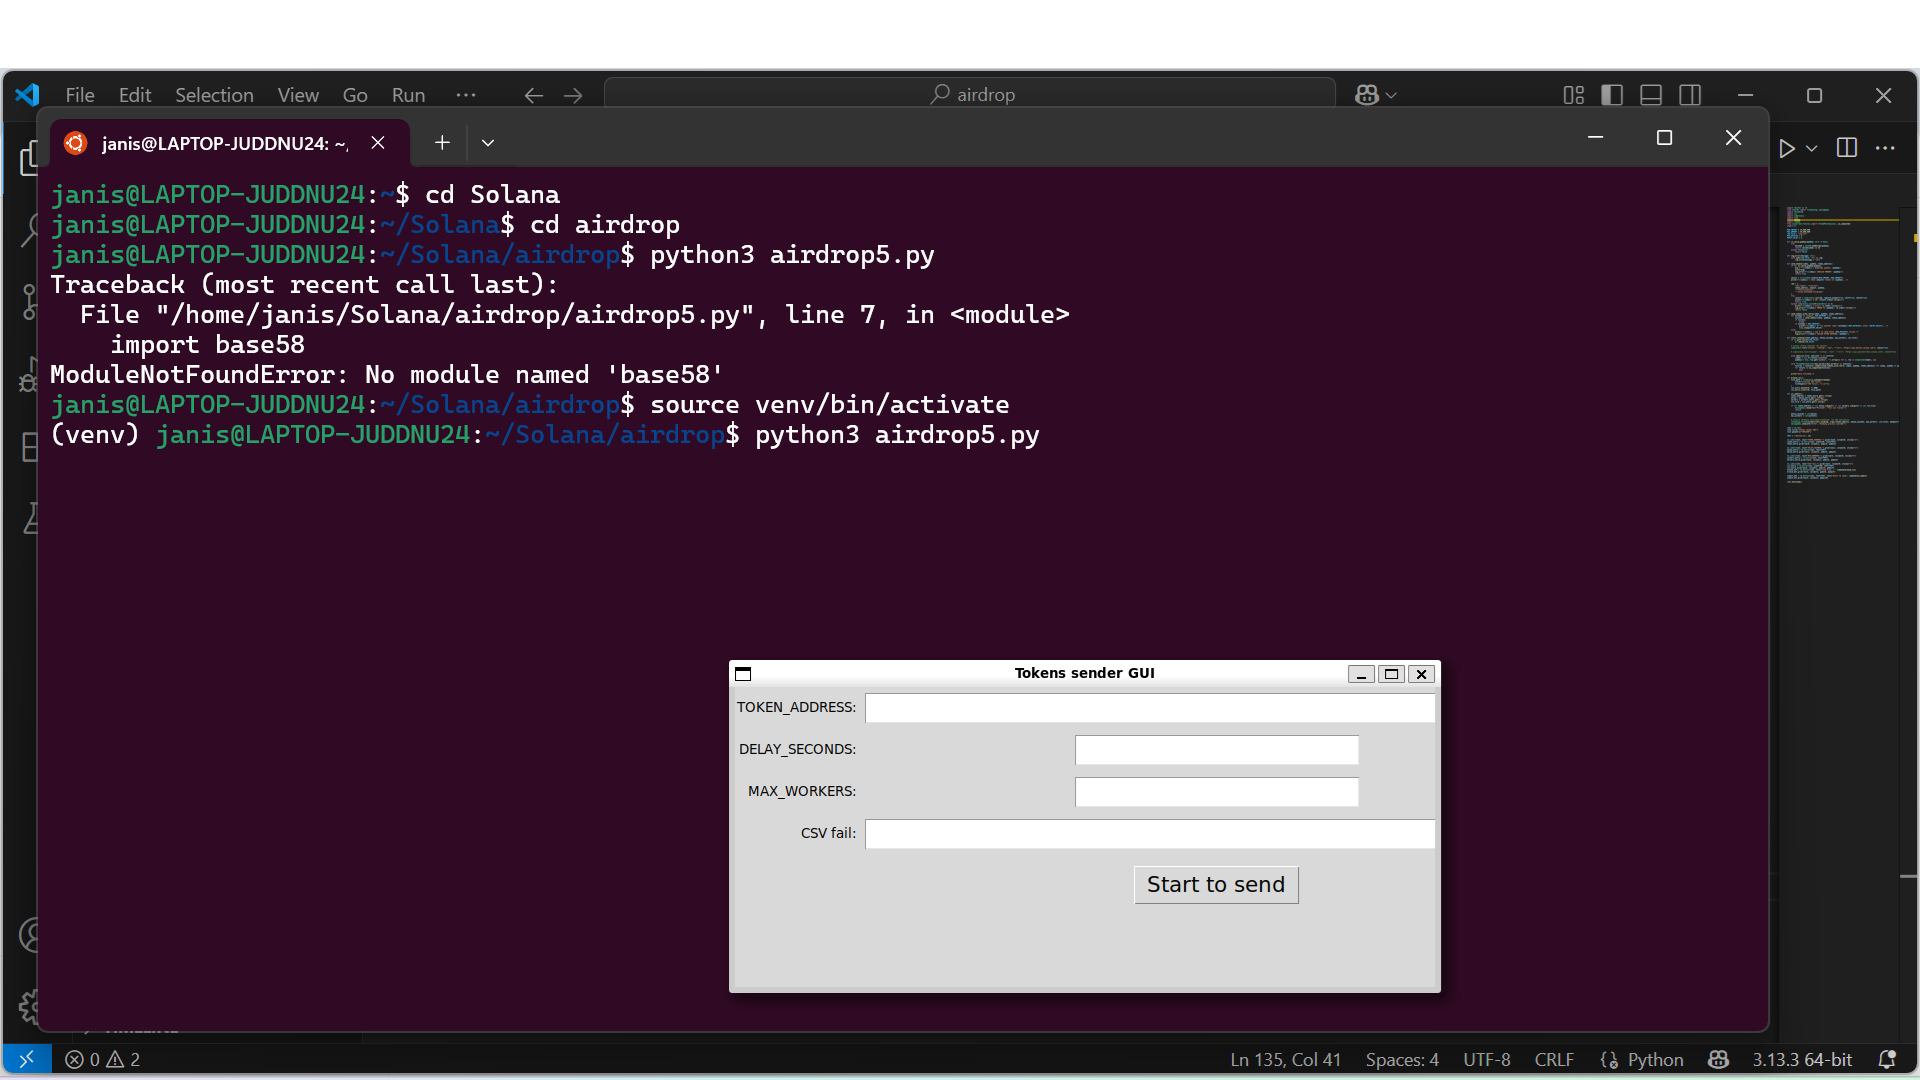 File Edit Selection View Go Run ··· airdrop
janis@LAPTOP-JUDDNU24: ~,
janis@LAPTOP-JUDDNU24:~$ cd Solana
janis@LAPTOP-JUDDNU24:~/Solana$ cd airdrop
janis@LAPTOP-JUDDNU24:~/Solana/airdrop$ python3 airdrop5.py
Traceback (most recent call last):
  File "/home/janis/Solana/airdrop/airdrop5.py", line 7, in <module>
    import base58
ModuleNotFoundError: No module named 'base58'
janis@LAPTOP-JUDDNU24:~/Solana/airdrop$ source venv/bin/activate
(venv) janis@LAPTOP-JUDDNU24:~/Solana/airdrop$ python3 airdrop5.py
Tokens sender GUI
TOKEN_ADDRESS:
DELAY_SECONDS:
MAX_WORKERS:
CSV fail:
Start to send
0 2 Ln 135, Col 41 Spaces: 4 UTF-8 CRLF Python 3.13.3 64-bit